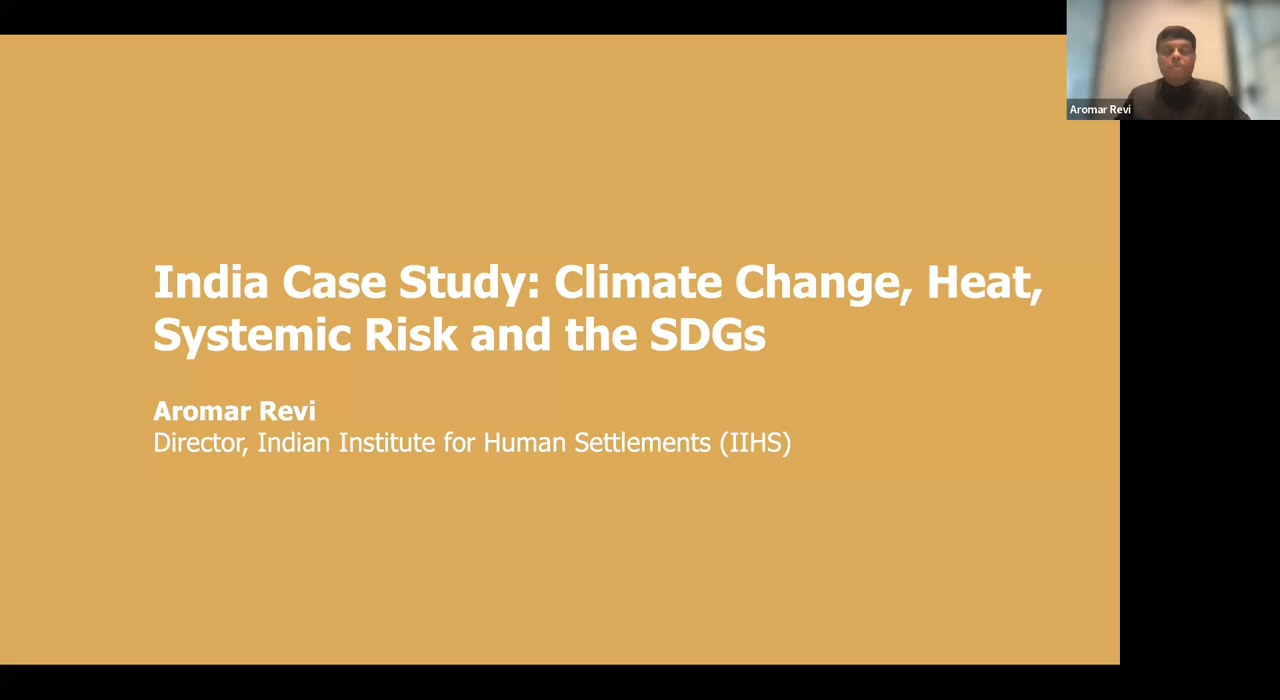 Aromar Revi
India Case Study: Climate Change, Heat,
Systemic Risk and the SDGs
Aromar Revi
Director, Indian Institute for Human Settlements (IIHS)